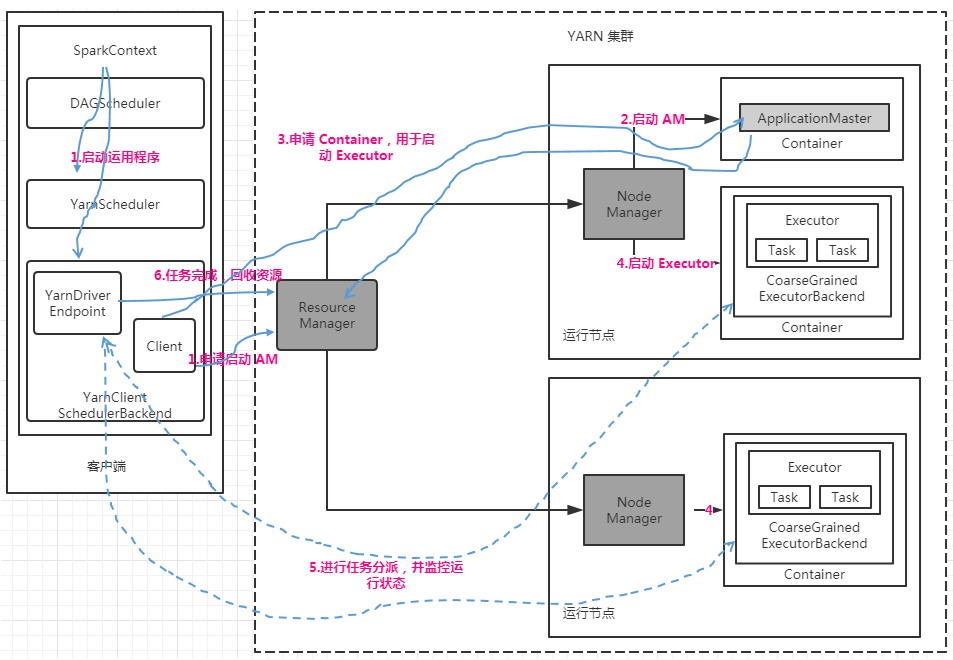 SparkContext
DAGScheduler
1.启动运用程序
YarnScheduler
YarnDriver
Endpoint
Client
YarnClient
SchedulerBackend
客户端
6.任务完成，回收资源
1.申请启动 AM
YARN 集群
3.申请 Container，用于启
动 Executor
Resource
Manager
2.启动 AM
ApplicationMaster
Container
Node
Manager
4.启动 Executor
Executor
Task
Task
CoarseGrained
ExecutorBackend
Container
运行节点
Node
Manager
4
Executor
Task
Task
CoarseGrained
ExecutorBackend
Container
5.进行任务分派，并监控运
行状态
运行节点